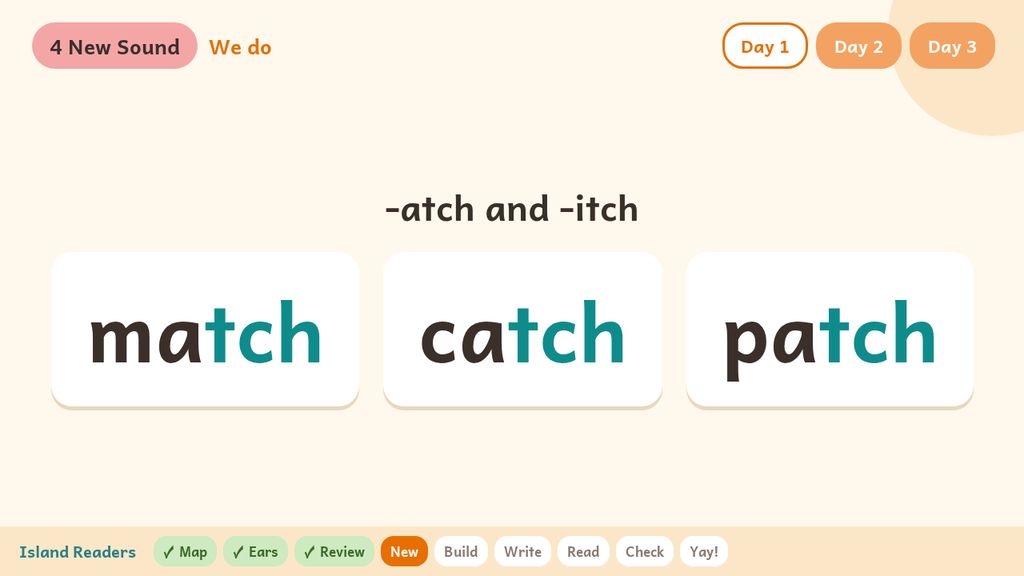 4 New Sound We do Day 1 Day 2 Day 3
-atch and -itch
match catch patch
Island Readers ✓ Map ✓ Ears ✓ Review New Build Write Read Check Yay!